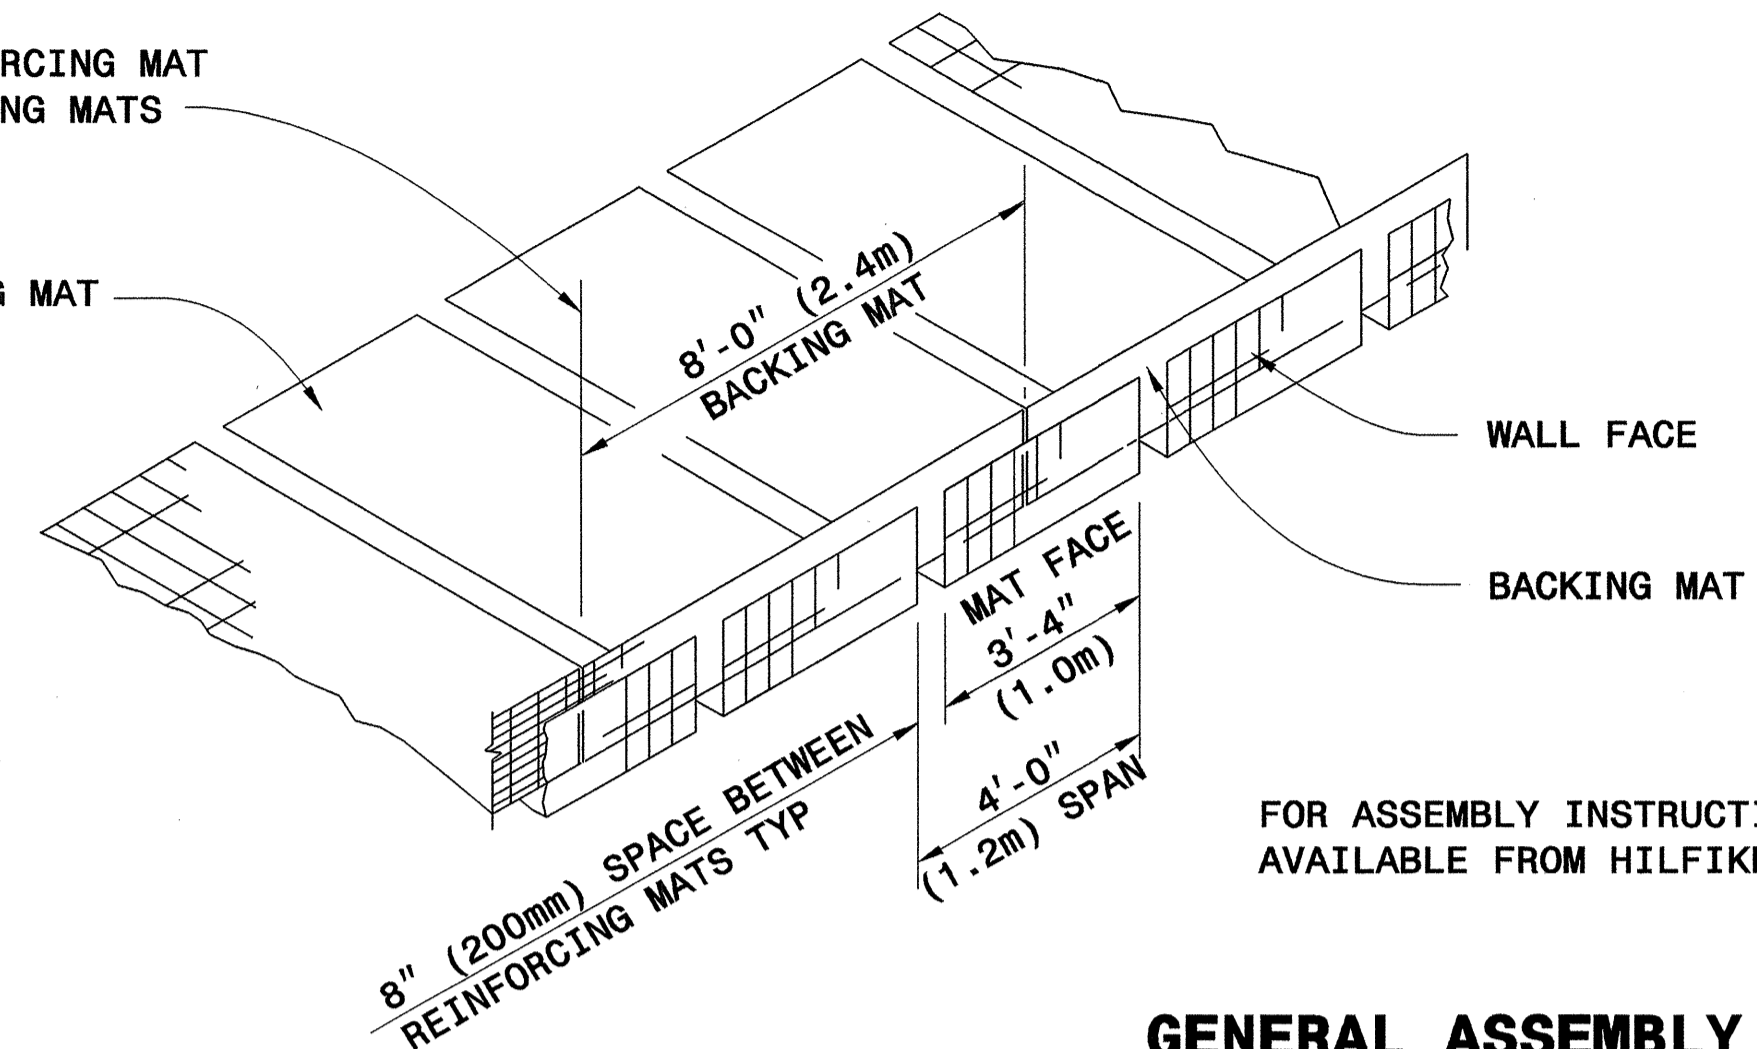 RCING MAT
NG MATS
G MAT
8'-0" (2.4m)
BACKING MAT
WALL FACE
BACKING MAT
MAT FACE
3'-4"
(1.0m)
4'-0"
(1.2m) SPAN
8" (200mm) SPACE BETWEEN
REINFORCING MATS TYP
FOR ASSEMBLY INSTRUCTI
AVAILABLE FROM HILFIK
GENERAL ASSEMBLY